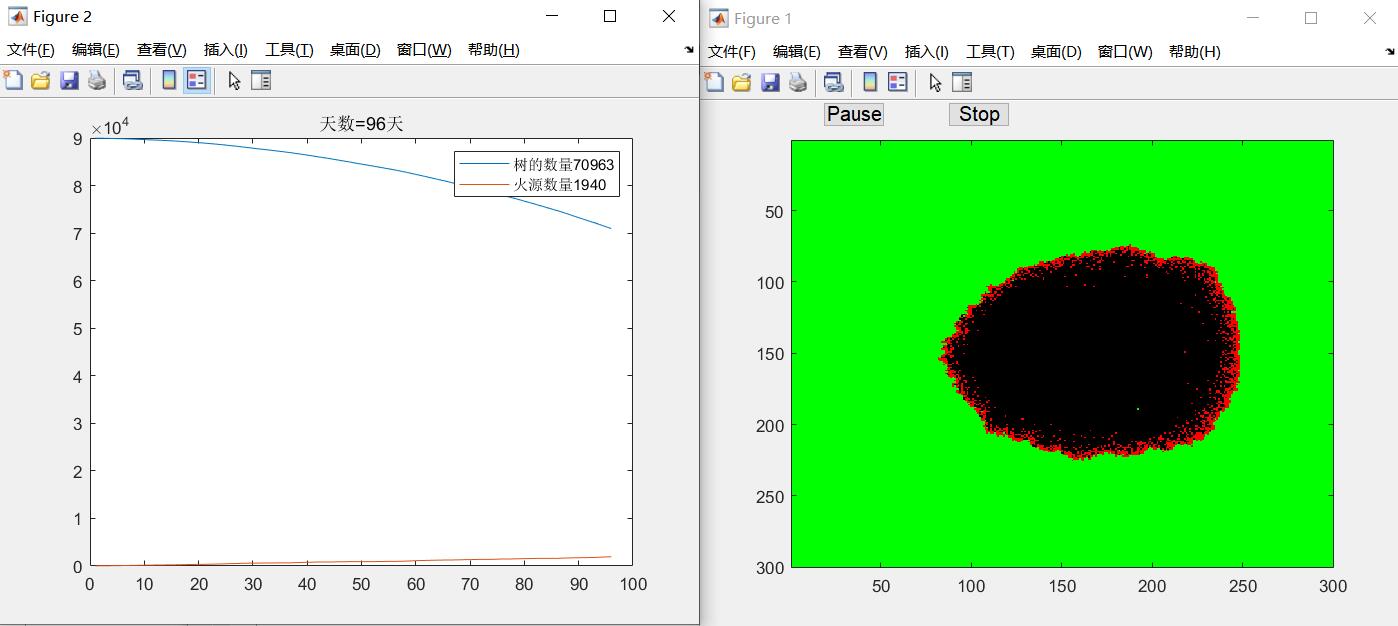 Figure 2
文件(F) 编辑(E) 查看(V) 插入(I) 工具(T) 桌面(D) 窗口(W) 帮助(H)
天数=96天
×10^4
树的数量70963
火源数量1940
9
8
7
6
5
4
3
2
1
0
0 10 20 30 40 50 60 70 80 90 100
Figure 1
文件(F) 编辑(E) 查看(V) 插入(I) 工具(T) 桌面(D) 窗口(W) 帮助(H)
Pause Stop
50
100
150
200
250
300
50 100 150 200 250 300